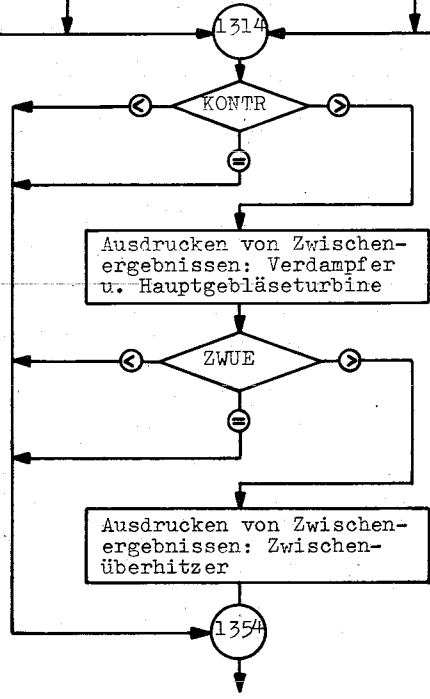 1314
KONTR
< >
=
Ausdrucken von Zwischen-
ergebnissen: Verdampfer
u. Hauptgebläseturbine
ZWUE
< >
=
Ausdrucken von Zwischen-
ergebnissen: Zwischen-
überhitzer
1354